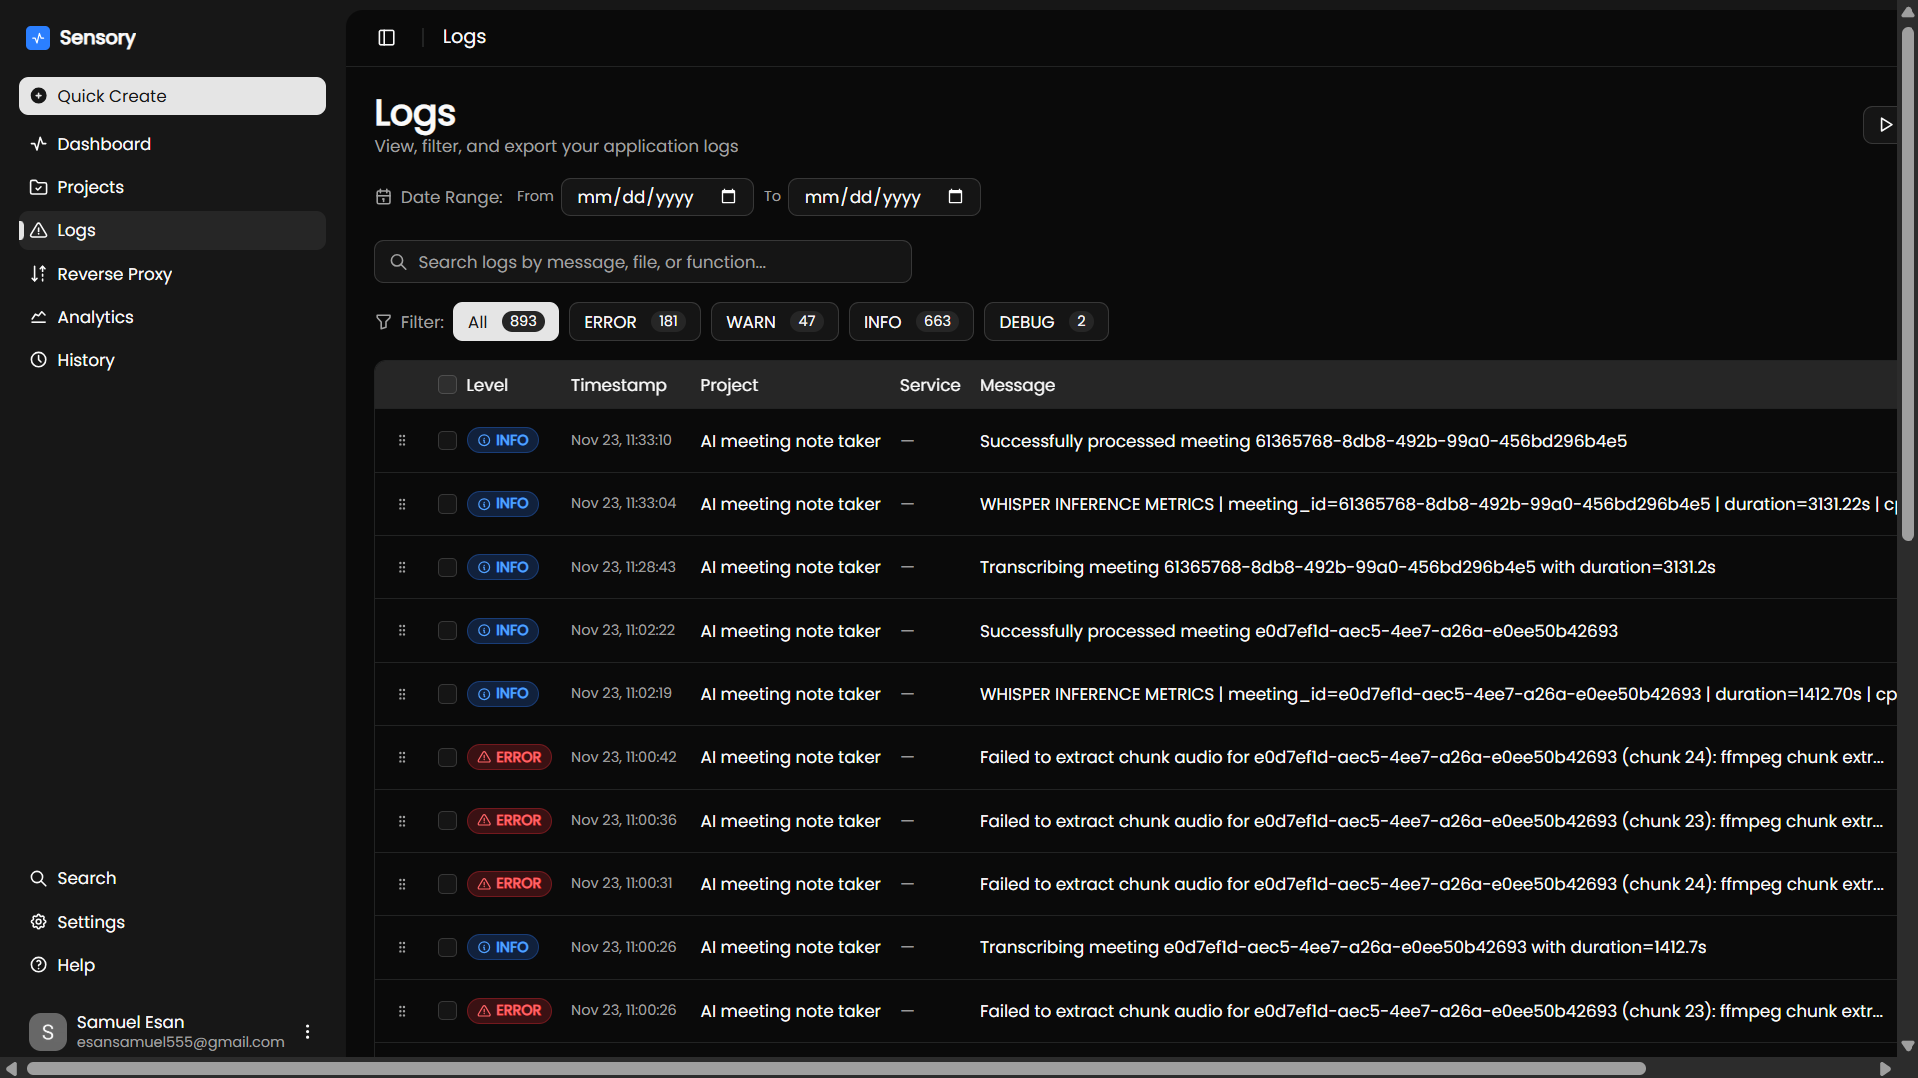 Sensory
Quick Create
Dashboard
Projects
Logs
Reverse Proxy
Analytics
History
Search
Settings
Help
S
Samuel Esan
esansamuel555@gmail.com
Logs
Logs
View, filter, and export your application logs
Date Range: From mm/dd/yyyy To mm/dd/yyyy
Search logs by message, file, or function...
Filter: All 893 ERROR 181 WARN 47 INFO 663 DEBUG 2
Level Timestamp Project Service Message
INFO Nov 23, 11:33:10 AI meeting note taker — Successfully processed meeting 61365768-8db8-492b-99a0-456bd296b4e5
INFO Nov 23, 11:33:04 AI meeting note taker — WHISPER INFERENCE METRICS | meeting_id=61365768-8db8-492b-99a0-456bd296b4e5 | duration=3131.22s | cp
INFO Nov 23, 11:28:43 AI meeting note taker — Transcribing meeting 61365768-8db8-492b-99a0-456bd296b4e5 with duration=3131.2s
INFO Nov 23, 11:02:22 AI meeting note taker — Successfully processed meeting e0d7ef1d-aec5-4ee7-a26a-e0ee50b42693
INFO Nov 23, 11:02:19 AI meeting note taker — WHISPER INFERENCE METRICS | meeting_id=e0d7ef1d-aec5-4ee7-a26a-e0ee50b42693 | duration=1412.70s | cp
ERROR Nov 23, 11:00:42 AI meeting note taker — Failed to extract chunk audio for e0d7ef1d-aec5-4ee7-a26a-e0ee50b42693 (chunk 24): ffmpeg chunk extr...
ERROR Nov 23, 11:00:36 AI meeting note taker — Failed to extract chunk audio for e0d7ef1d-aec5-4ee7-a26a-e0ee50b42693 (chunk 23): ffmpeg chunk extr...
ERROR Nov 23, 11:00:31 AI meeting note taker — Failed to extract chunk audio for e0d7ef1d-aec5-4ee7-a26a-e0ee50b42693 (chunk 24): ffmpeg chunk extr...
INFO Nov 23, 11:00:26 AI meeting note taker — Transcribing meeting e0d7ef1d-aec5-4ee7-a26a-e0ee50b42693 with duration=1412.7s
ERROR Nov 23, 11:00:26 AI meeting note taker — Failed to extract chunk audio for e0d7ef1d-aec5-4ee7-a26a-e0ee50b42693 (chunk 23): ffmpeg chunk extr...